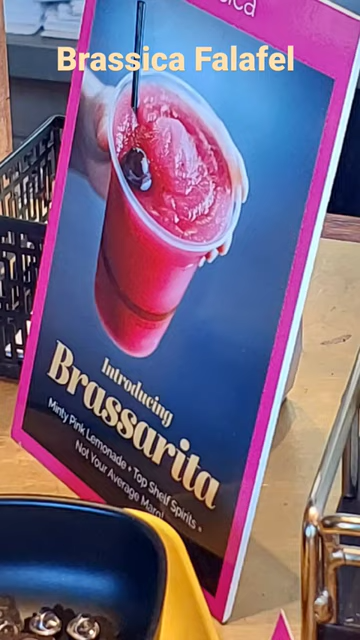 Brassica Falafel
Introducing
Brassarita
Minty Pink Lemonade • Top Shelf Spirits •
Not Your Average Marg!